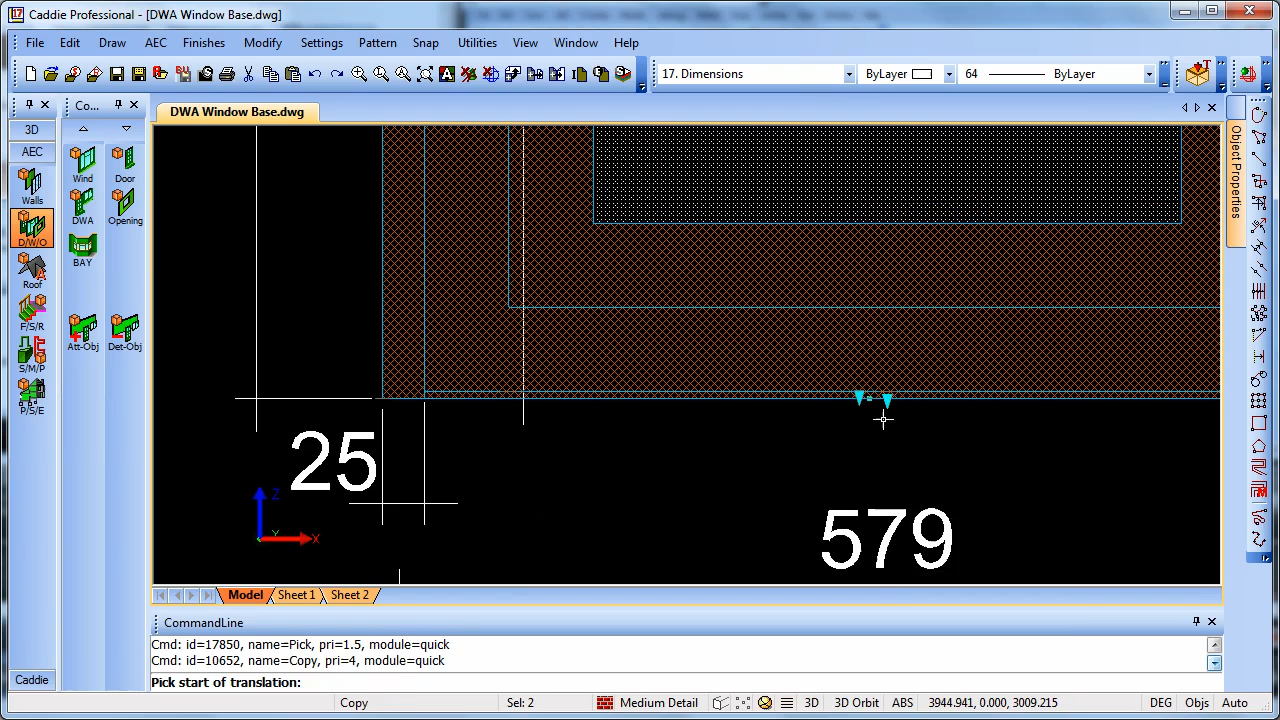 Caddie Professional - [DWA Window Base.dwg]
File Edit Draw AEC Finishes Modify Settings Pattern Snap Utilities View Window Help
17. Dimensions ByLayer 64 ByLayer
Co...
DWA Window Base.dwg
3D
AEC
Walls
D/W/O
Roof
F/S/R
S/M/P
P/S/E
Caddie
Wind Door
DWA Opening
BAY
Att-Obj Det-Obj
Object Properties
25
579
Z
Y
X
Model Sheet 1 Sheet 2
CommandLine
Cmd: id=17850, name=Pick, pri=1.5, module=quick
Cmd: id=10652, name=Copy, pri=4, module=quick
Pick start of translation:
Copy Sel: 2 Medium Detail 3D 3D Orbit ABS 3944.941, 0.000, 3009.215 DEG Objs Auto